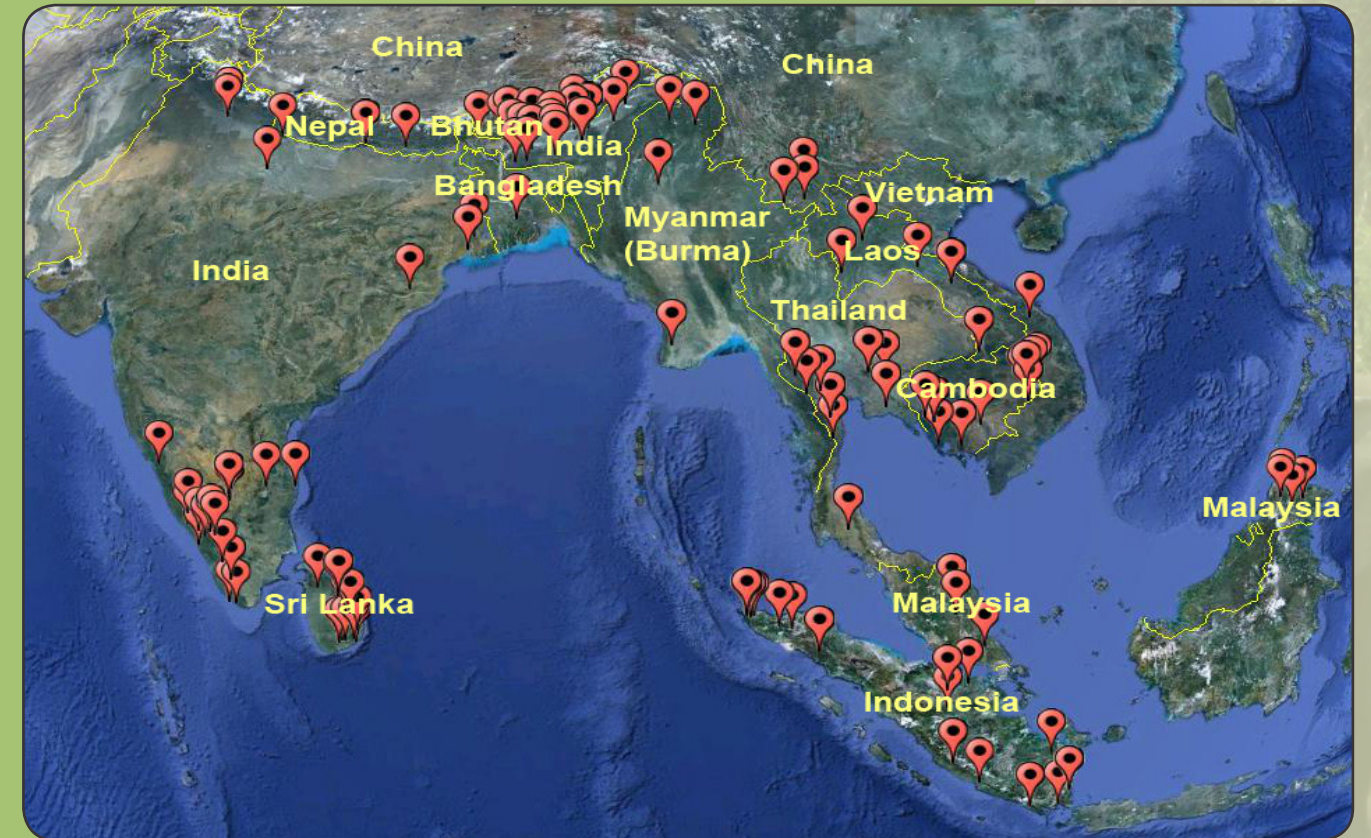 China
China
Nepal
Bhutan
India
Bangladesh
Vietnam
Myanmar
(Burma)
Laos
India
Thailand
Cambodia
Malaysia
Sri Lanka
Malaysia
Indonesia